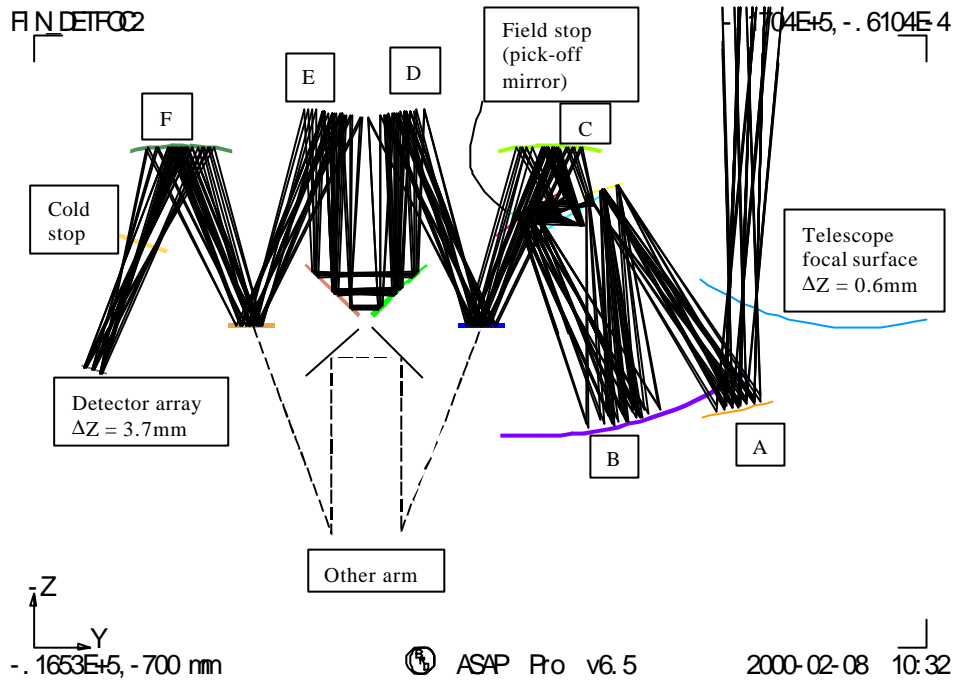 FIN_DETFOC2
-.1704E+5, -.6104E-4
Field stop
(pick-off
mirror)
E
D
F
C
Cold
stop
Telescope
focal surface
ΔZ = 0.6mm
Detector array
ΔZ = 3.7mm
B
A
Other arm
-Z
Y
-.1653E+5, -700 mm
ASAP Pro v6.5
2000-02-08 10:32